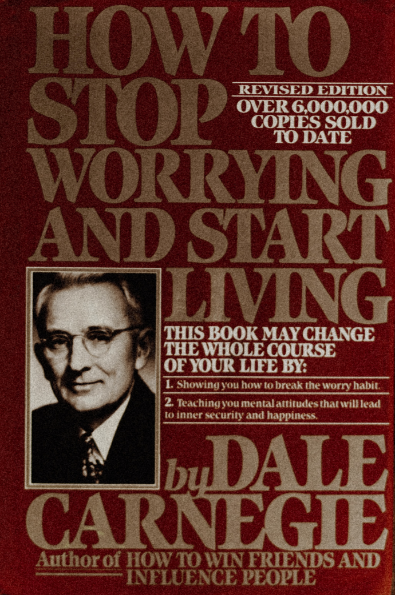 HOW TO
STOP
REVISED EDITION
OVER 6,000,000
COPIES SOLD
TO DATE
WORRYING
AND START
LIVING
THIS BOOK MAY CHANGE
THE WHOLE COURSE
OF YOUR LIFE BY:
1. Showing you how to break the worry habit.
2. Teaching you mental attitudes that will lead
to inner security and happiness.
by DALE
CARNEGIE
Author of HOW TO WIN FRIENDS AND
INFLUENCE PEOPLE